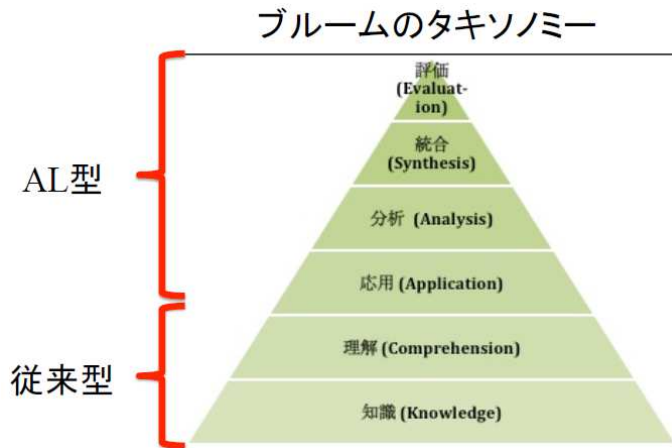 ブルームのタキソノミー
評価
(Evaluat-
ion)
統合
(Synthesis)
AL型
分析 (Analysis)
応用 (Application)
理解 (Comprehension)
従来型
知識 (Knowledge)